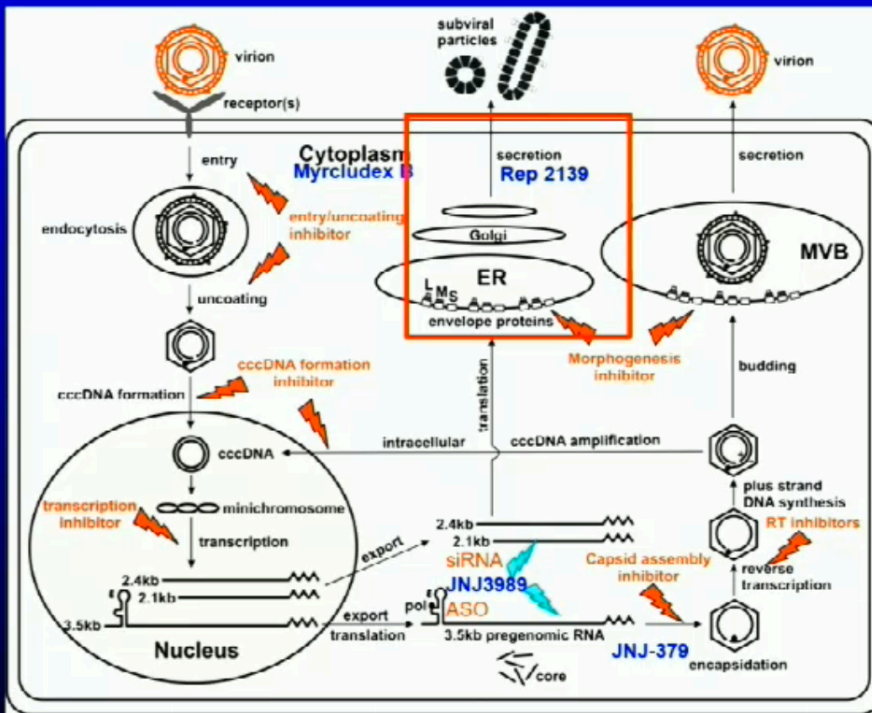 subviral
particles
virion
virion
receptor(s)
entry
Cytoplasm
Myrcludex B
secretion
Rep 2139
secretion
endocytosis
entry/uncoating
inhibitor
Golgi
MVB
uncoating
ER
L M S
envelope proteins
Morphogenesis
inhibitor
cccDNA formation
inhibitor
cccDNA formation
translation
budding
intracellular
cccDNA amplification
cccDNA
plus strand
DNA synthesis
transcription
inhibitor
minichromosome
RT inhibitors
transcription
export
2.4kb
2.1kb
siRNA
Capsid assembly
inhibitor
reverse
transcription
2.4kb
2.1kb
JNJ3989
pol
ASO
3.5kb
export
translation
3.5kb pregenomic RNA
Nucleus
JNJ-379
encapsidation
core